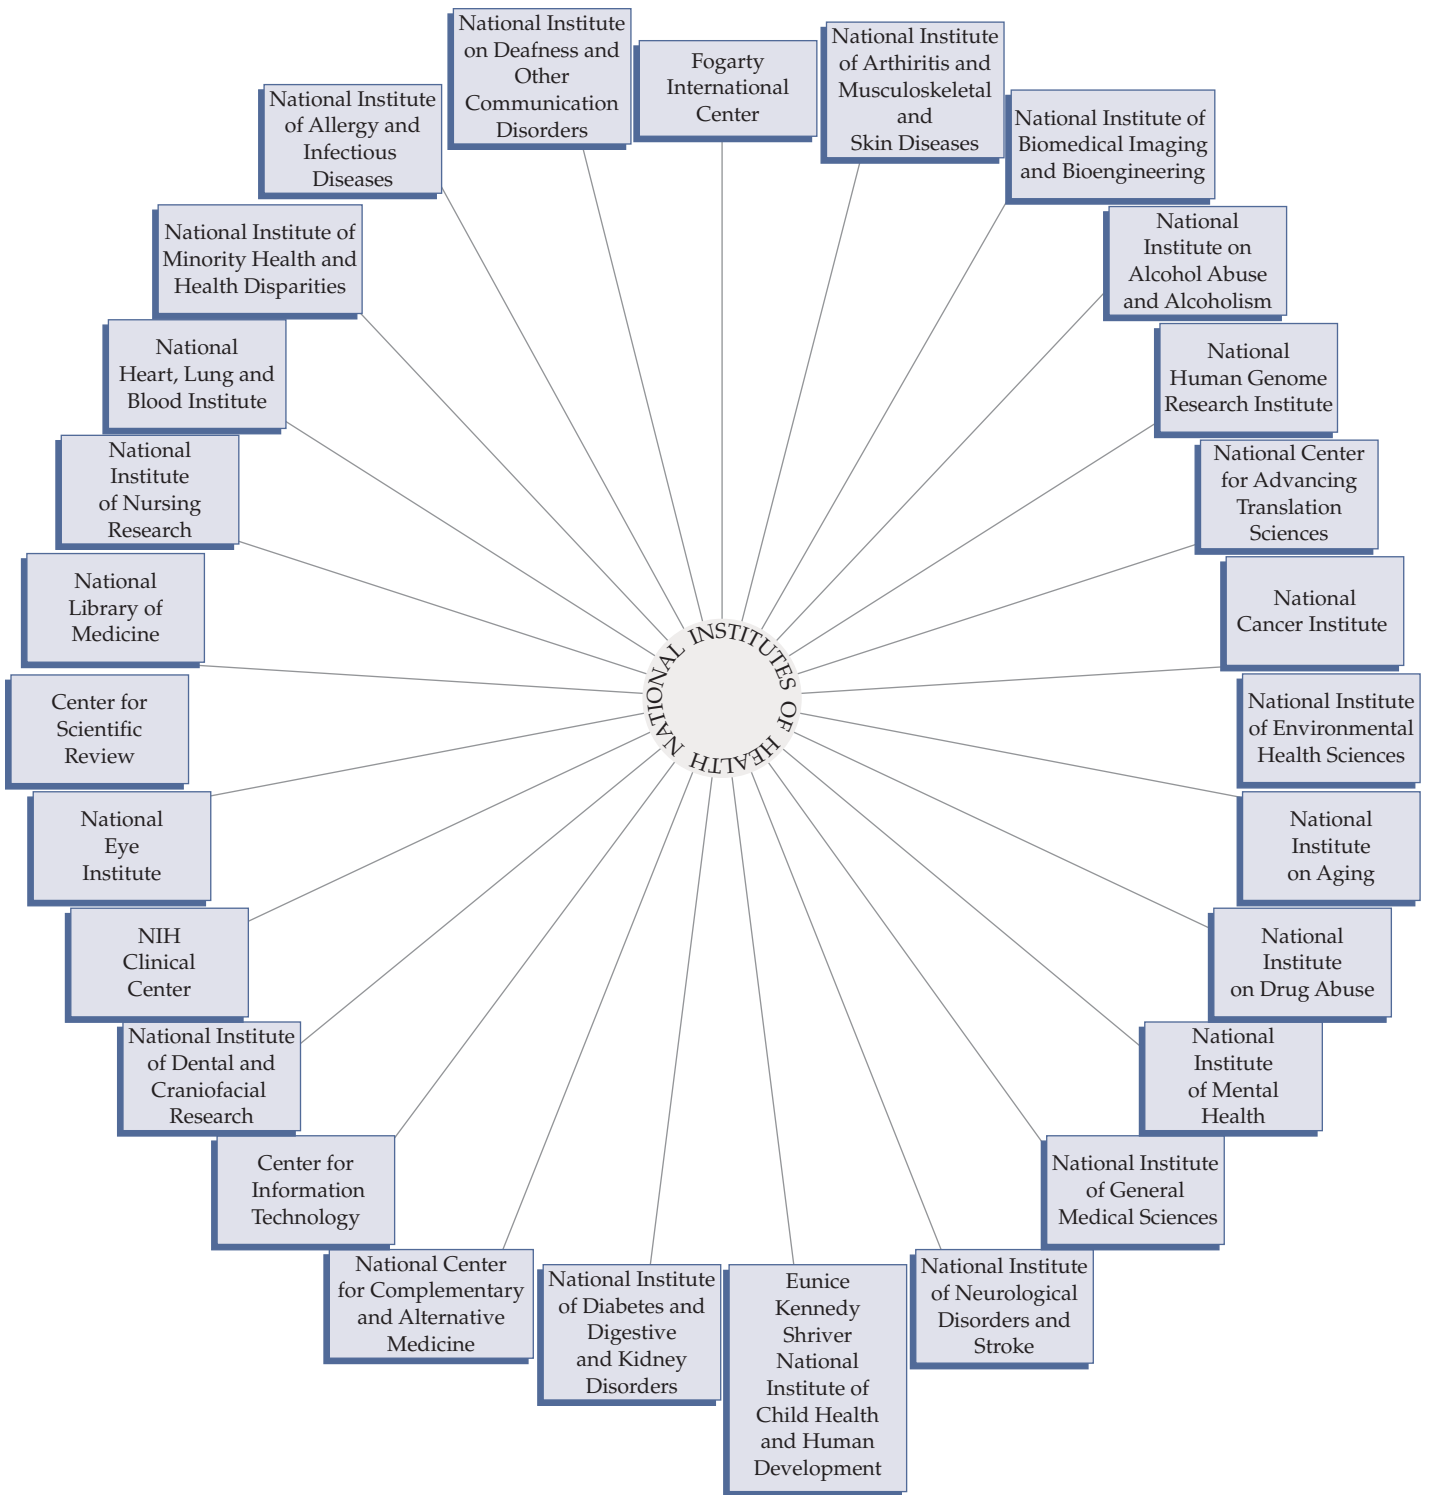 National Institute
on Deafness and
Other
Communication
Disorders
Fogarty
International
Center
National Institute
of Arthiritis and
Musculoskeletal
and
Skin Diseases
National Institute of
Biomedical Imaging
and Bioengineering
National
Institute on
Alcohol Abuse
and Alcoholism
National
Human Genome
Research Institute
National Center
for Advancing
Translation
Sciences
National
Cancer Institute
National Institute
of Environmental
Health Sciences
National
Institute
on Aging
National
Institute
on Drug Abuse
National
Institute
of Mental
Health
National Institute
of General
Medical Sciences
National Institute
of Neurological
Disorders and
Stroke
Eunice
Kennedy
Shriver
National
Institute of
Child Health
and Human
Development
National Institute
of Diabetes and
Digestive
and Kidney
Disorders
National Center
for Complementary
and Alternative
Medicine
Center for
Information
Technology
National Institute
of Dental and
Craniofacial
Research
NIH
Clinical
Center
National
Eye
Institute
Center for
Scientific
Review
National
Library of
Medicine
National
Institute
of Nursing
Research
National
Heart, Lung and
Blood Institute
National Institute of
Minority Health and
Health Disparities
National Institute
of Allergy and
Infectious
Diseases
NATIONAL INSTITUTES OF HEALTH N